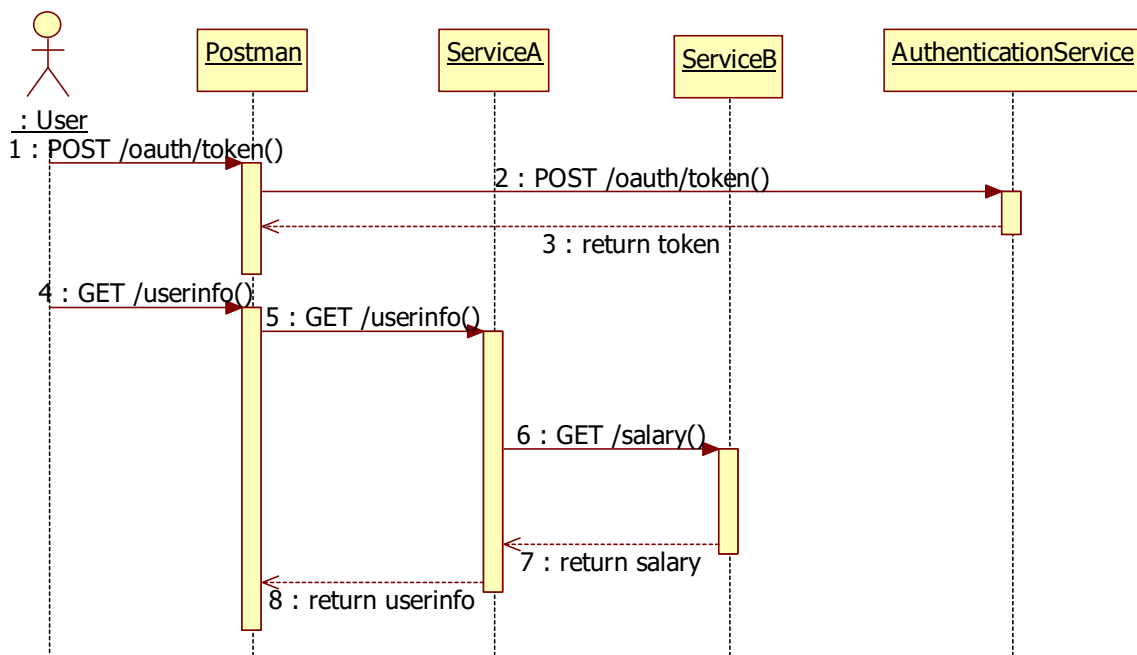 Postman
ServiceA
ServiceB
AuthenticationService
: User
1 : POST /oauth/token()
2 : POST /oauth/token()
3 : return token
4 : GET /userinfo()
5 : GET /userinfo()
6 : GET /salary()
7 : return salary
8 : return userinfo